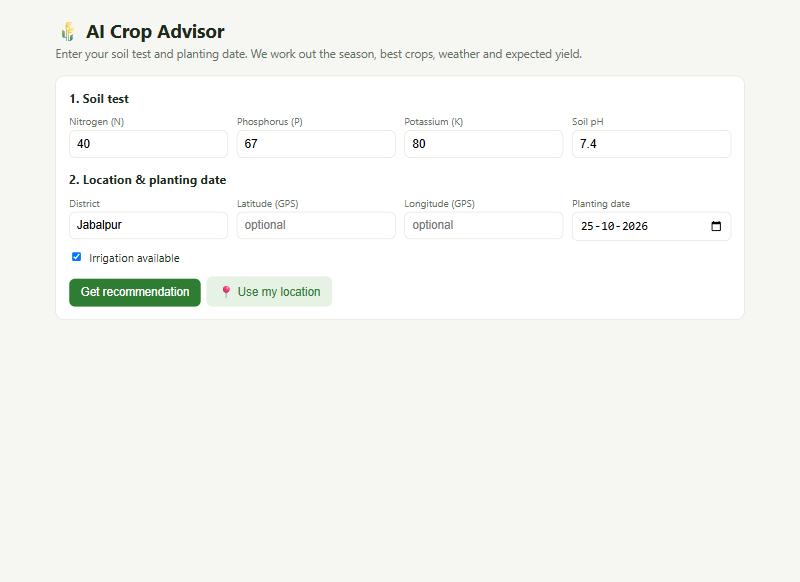 AI Crop Advisor
Enter your soil test and planting date. We work out the season, best crops, weather and expected yield.
1. Soil test
Nitrogen (N) Phosphorus (P) Potassium (K) Soil pH
40 67 80 7.4
2. Location & planting date
District Latitude (GPS) Longitude (GPS) Planting date
Jabalpur optional optional 25-10-2026
Irrigation available
Get recommendation Use my location